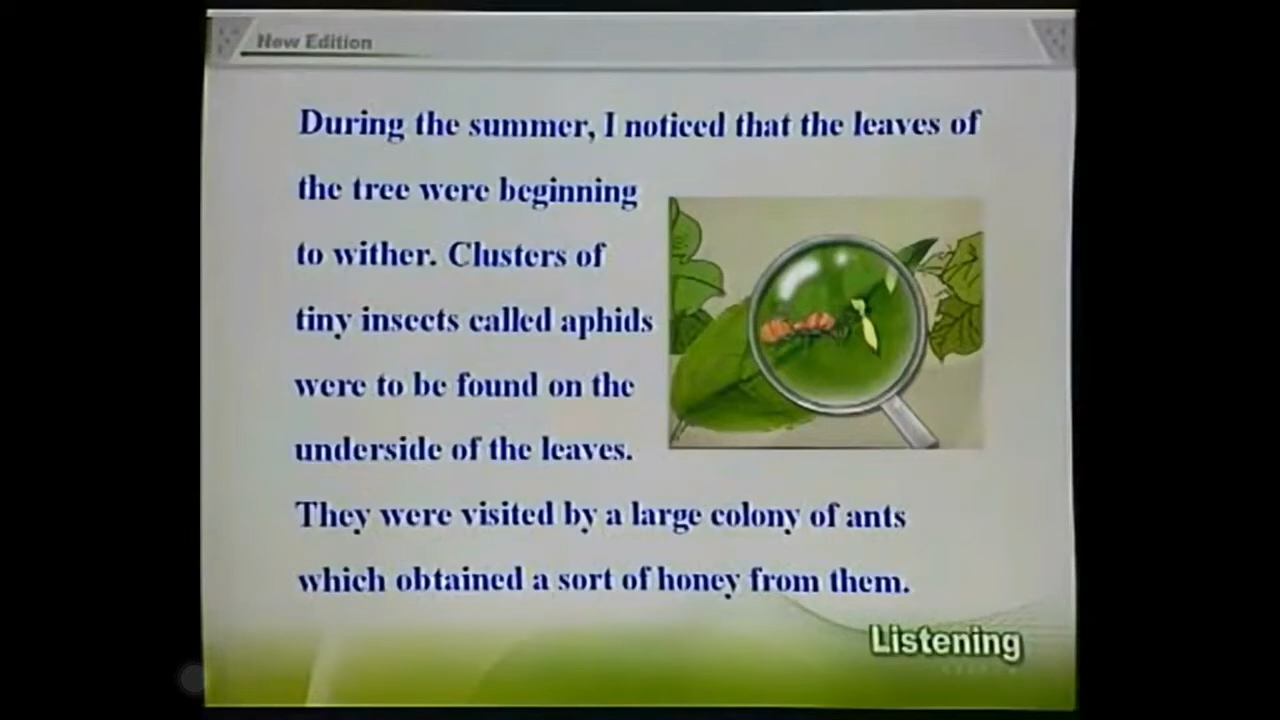 New Edition
During the summer, I noticed that the leaves of
the tree were beginning
to wither. Clusters of
tiny insects called aphids
were to be found on the
underside of the leaves.
They were visited by a large colony of ants
which obtained a sort of honey from them.
Listening